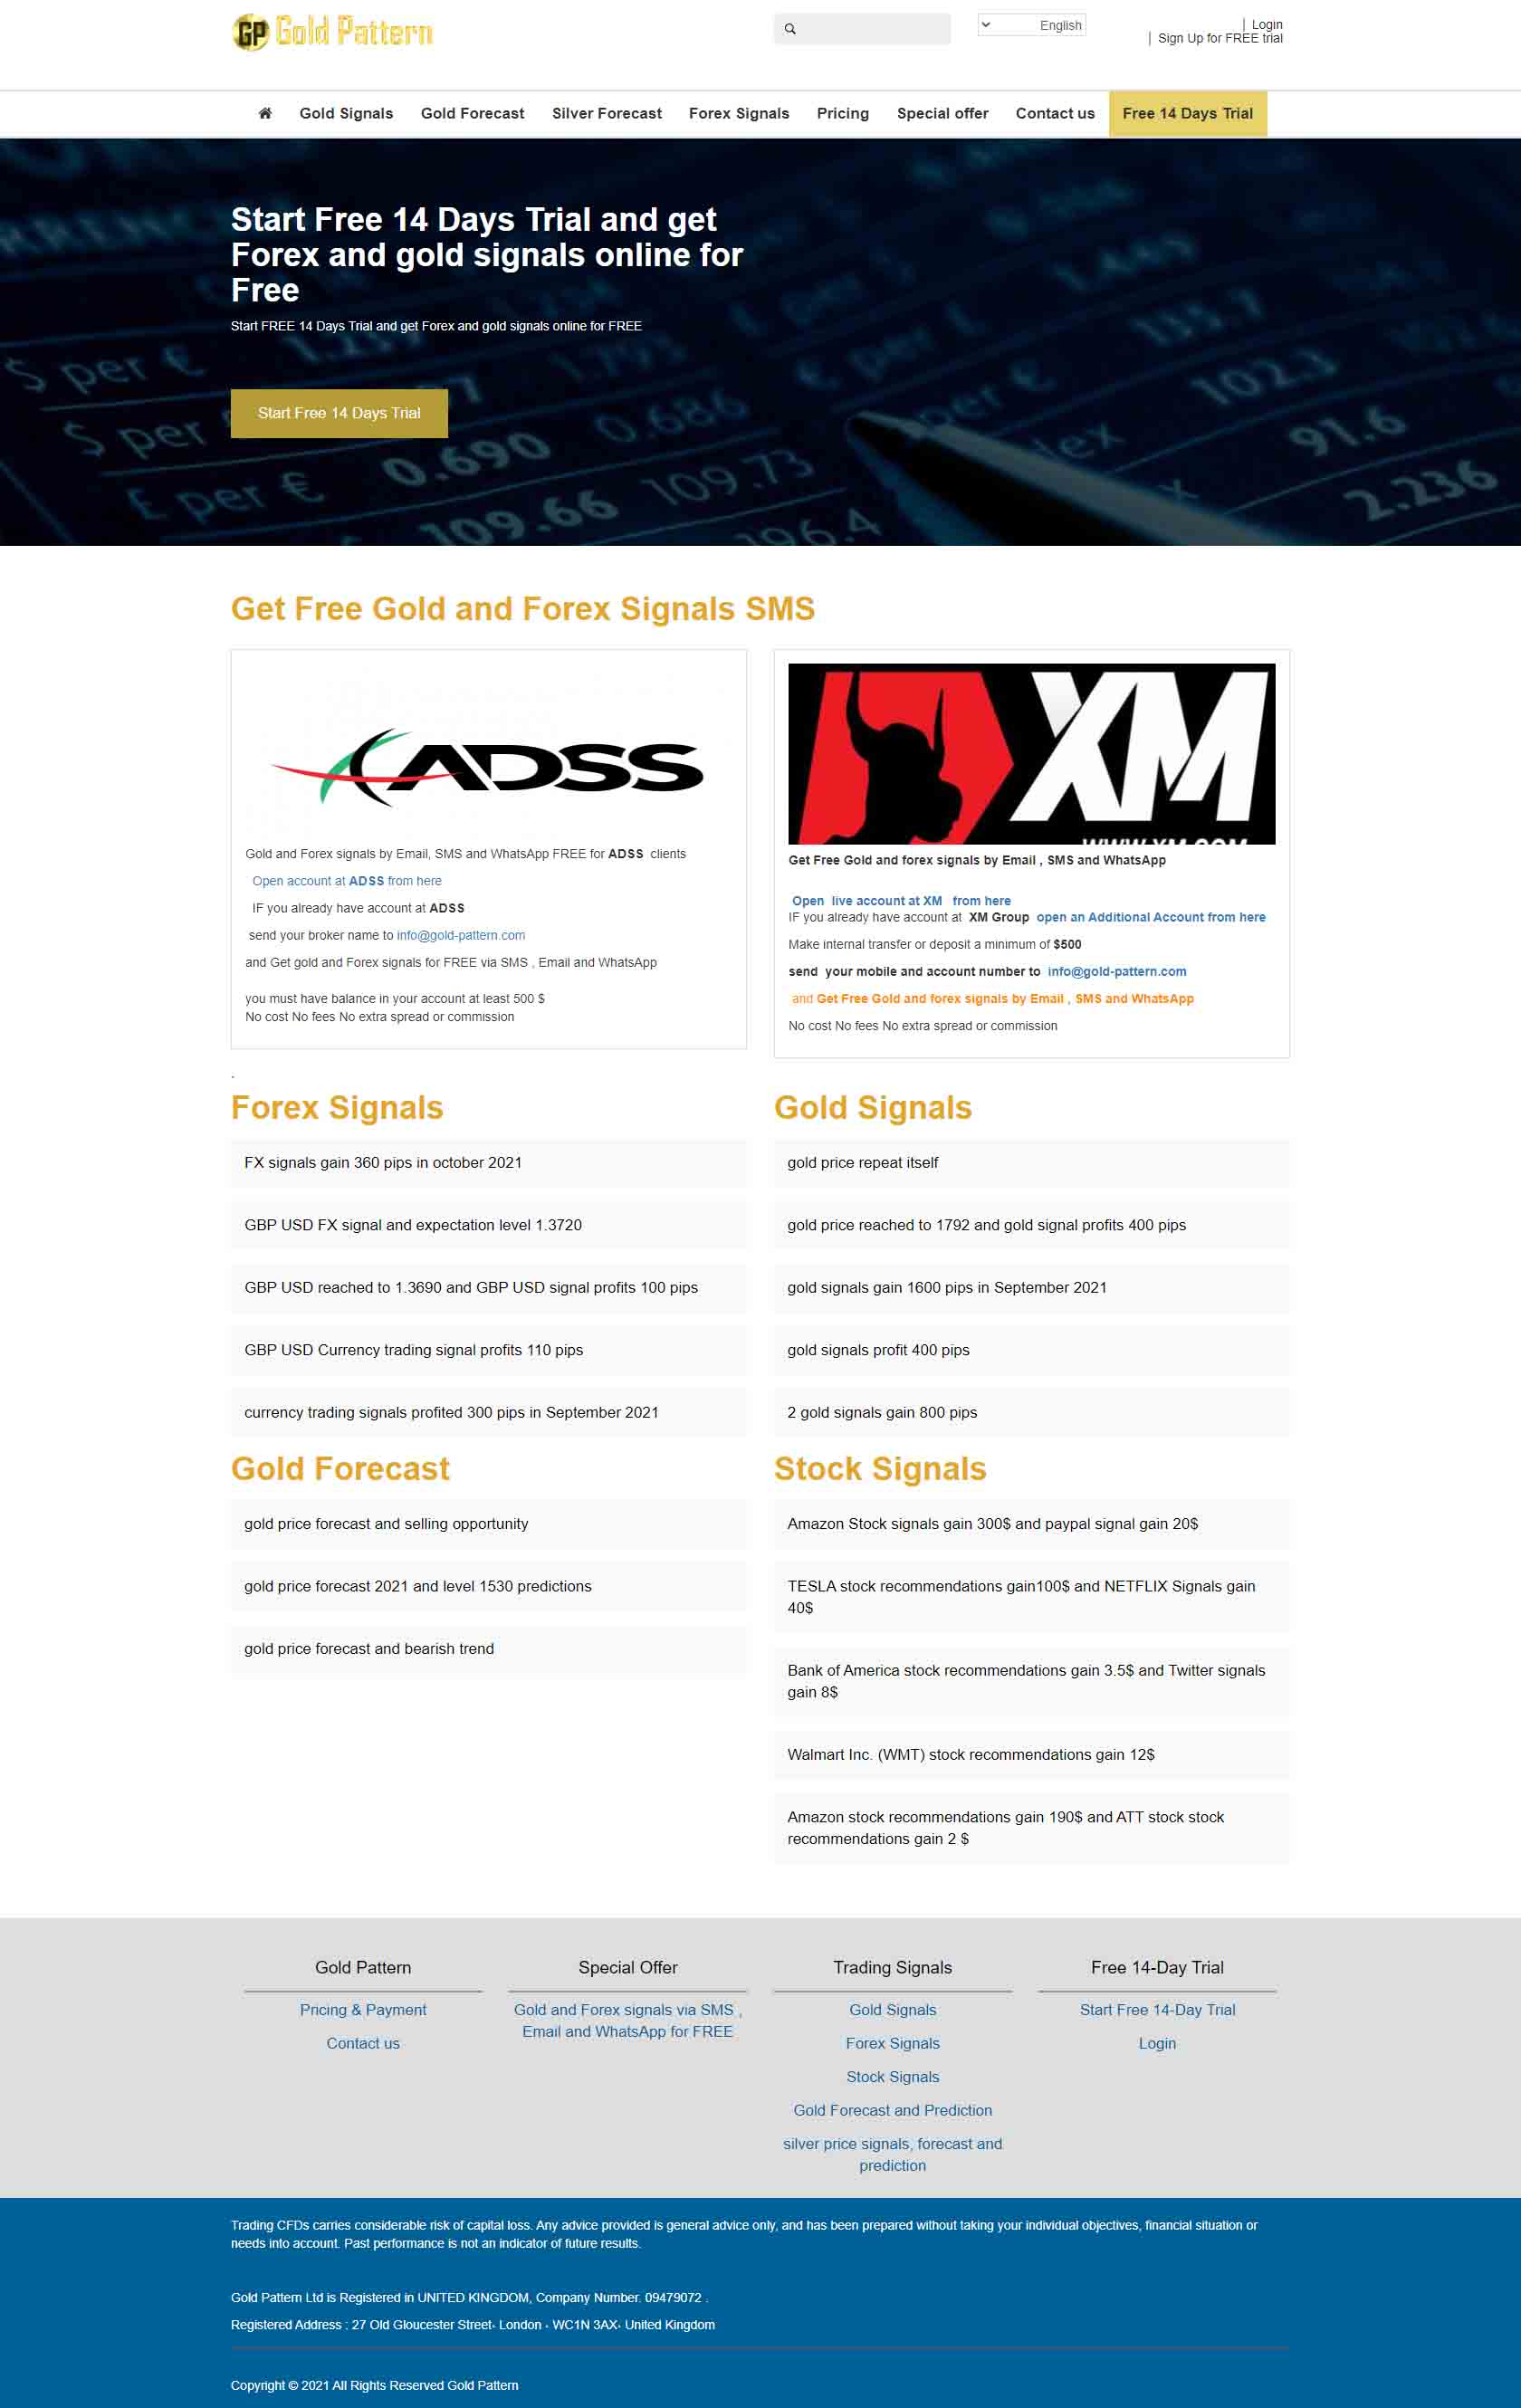 GP Gold Pattern
English
| Login
| Sign Up for FREE trial
Gold Signals Gold Forecast Silver Forecast Forex Signals Pricing Special offer Contact us Free 14 Days Trial
Start Free 14 Days Trial and get
Forex and gold signals online for
Free
Start FREE 14 Days Trial and get Forex and gold signals online for FREE
Start Free 14 Days Trial
$ per €
$ per
£ per €
0.690
109.66
0.686
109.73
196.4
102.3
91.6
2.236
Get Free Gold and Forex Signals SMS
ADSS
Gold and Forex signals by Email, SMS and WhatsApp FREE for ADSS clients
Open account at ADSS from here
IF you already have account at ADSS
send your broker name to info@gold-pattern.com
and Get gold and Forex signals for FREE via SMS , Email and WhatsApp
you must have balance in your account at least 500 $
No cost No fees No extra spread or commission
XM
WWW.XM.COM
Get Free Gold and forex signals by Email , SMS and WhatsApp
Open live account at XM from here
IF you already have account at XM Group open an Additional Account from here
Make internal transfer or deposit a minimum of $500
send your mobile and account number to info@gold-pattern.com
and Get Free Gold and forex signals by Email , SMS and WhatsApp
No cost No fees No extra spread or commission
.
Forex Signals
FX signals gain 360 pips in october 2021
GBP USD FX signal and expectation level 1.3720
GBP USD reached to 1.3690 and GBP USD signal profits 100 pips
GBP USD Currency trading signal profits 110 pips
currency trading signals profited 300 pips in September 2021
Gold Signals
gold price repeat itself
gold price reached to 1792 and gold signal profits 400 pips
gold signals gain 1600 pips in September 2021
gold signals profit 400 pips
2 gold signals gain 800 pips
Gold Forecast
gold price forecast and selling opportunity
gold price forecast 2021 and level 1530 predictions
gold price forecast and bearish trend
Stock Signals
Amazon Stock signals gain 300$ and paypal signal gain 20$
TESLA stock recommendations gain100$ and NETFLIX Signals gain
40$
Bank of America stock recommendations gain 3.5$ and Twitter signals
gain 8$
Walmart Inc. (WMT) stock recommendations gain 12$
Amazon stock recommendations gain 190$ and ATT stock stock
recommendations gain 2 $
Gold Pattern
Pricing & Payment
Contact us
Special Offer
Gold and Forex signals via SMS ,
Email and WhatsApp for FREE
Trading Signals
Gold Signals
Forex Signals
Stock Signals
Gold Forecast and Prediction
silver price signals, forecast and
prediction
Free 14-Day Trial
Start Free 14-Day Trial
Login
Trading CFDs carries considerable risk of capital loss. Any advice provided is general advice only, and has been prepared without taking your individual objectives, financial situation or
needs into account. Past performance is not an indicator of future results.
Gold Pattern Ltd is Registered in UNITED KINGDOM, Company Number. 09479072 .
Registered Address : 27 Old Gloucester Street، London ، WC1N 3AX، United Kingdom
Copyright © 2021 All Rights Reserved Gold Pattern